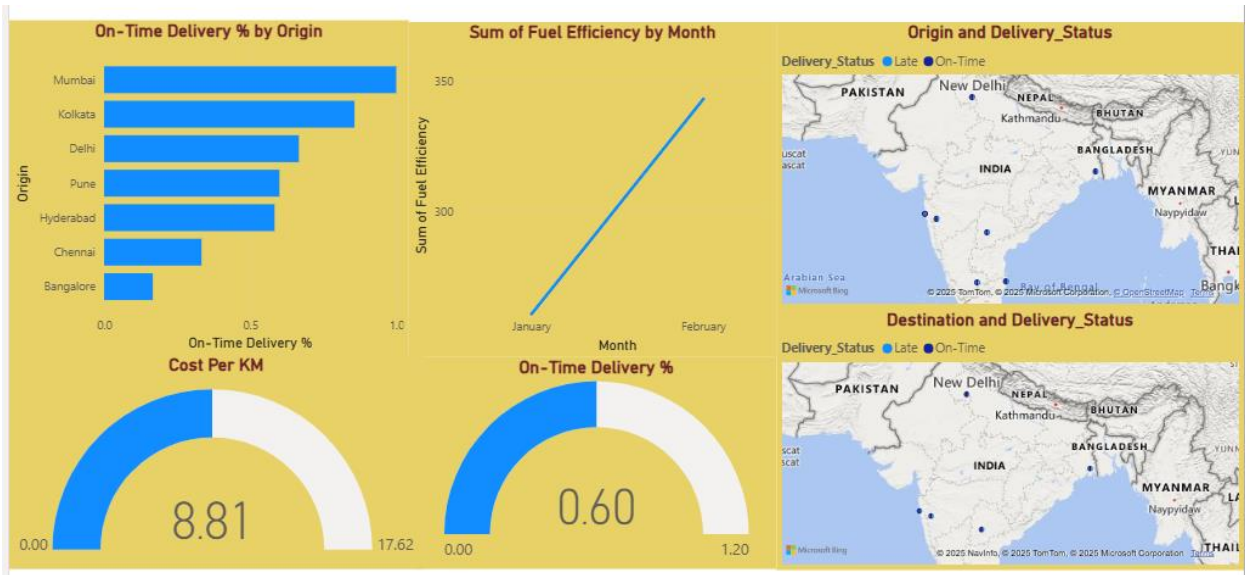 On-Time Delivery % by Origin
Origin
Mumbai
Kolkata
Delhi
Pune
Hyderabad
Chennai
Bangalore
0.0 0.5 1.0
On-Time Delivery %
Sum of Fuel Efficiency by Month
Sum of Fuel Efficiency
350
300
January February
Month
Origin and Delivery_Status
Delivery_Status Late On-Time
PAKISTAN
New Delhi
NEPAL
Kathmandu
BHUTAN
BANGLADESH
INDIA
MYANMAR
Naypyidaw
THAI
Arabian Sea
Bay of Bengal
Bangk
Microsoft Bing
© 2025 TomTom, © 2025 Microsoft Corporation, © OpenStreetMap Terms
Cost Per KM
8.81
0.00 17.62
On-Time Delivery %
0.60
0.00 1.20
Destination and Delivery_Status
Delivery_Status Late On-Time
PAKISTAN
New Delhi
NEPAL
Kathmandu
BHUTAN
BANGLADESH
INDIA
MYANMAR
Naypyidaw
THAIL
Microsoft Bing
© 2025 NavInfo, © 2025 TomTom, © 2025 Microsoft Corporation Terms